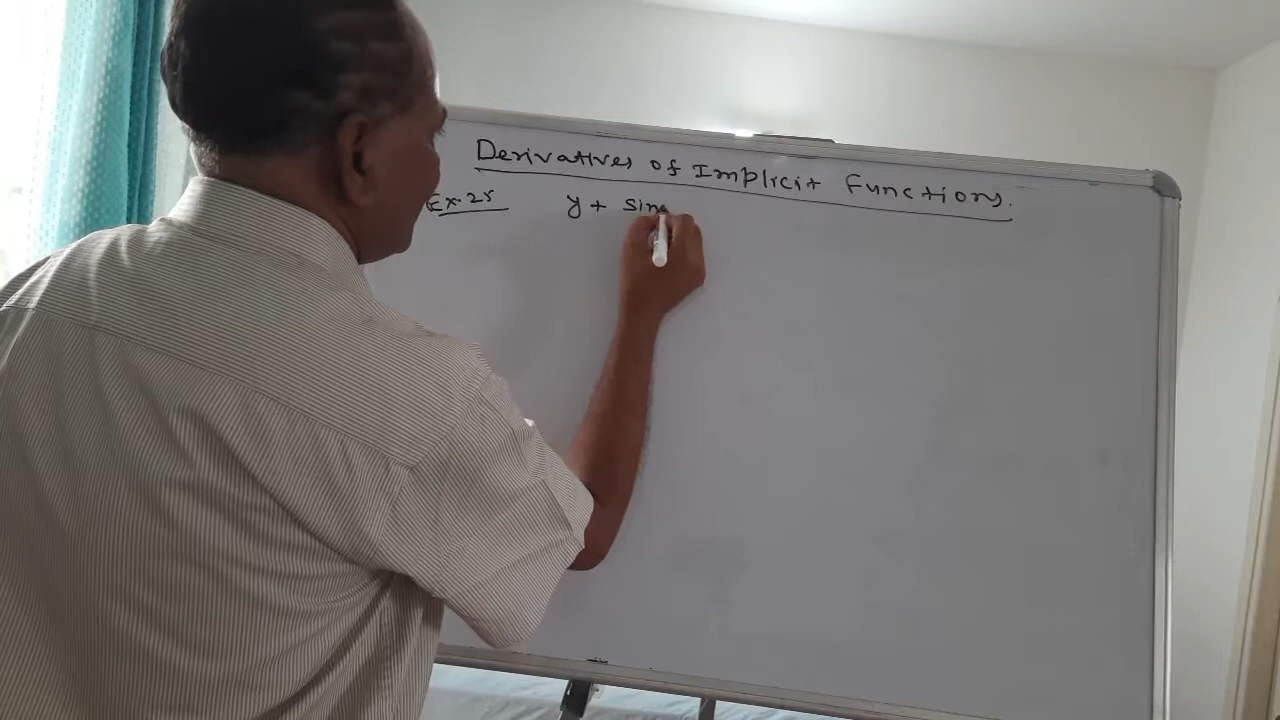 Derivatives of Implicit Functions.
Ex.25 y + sin